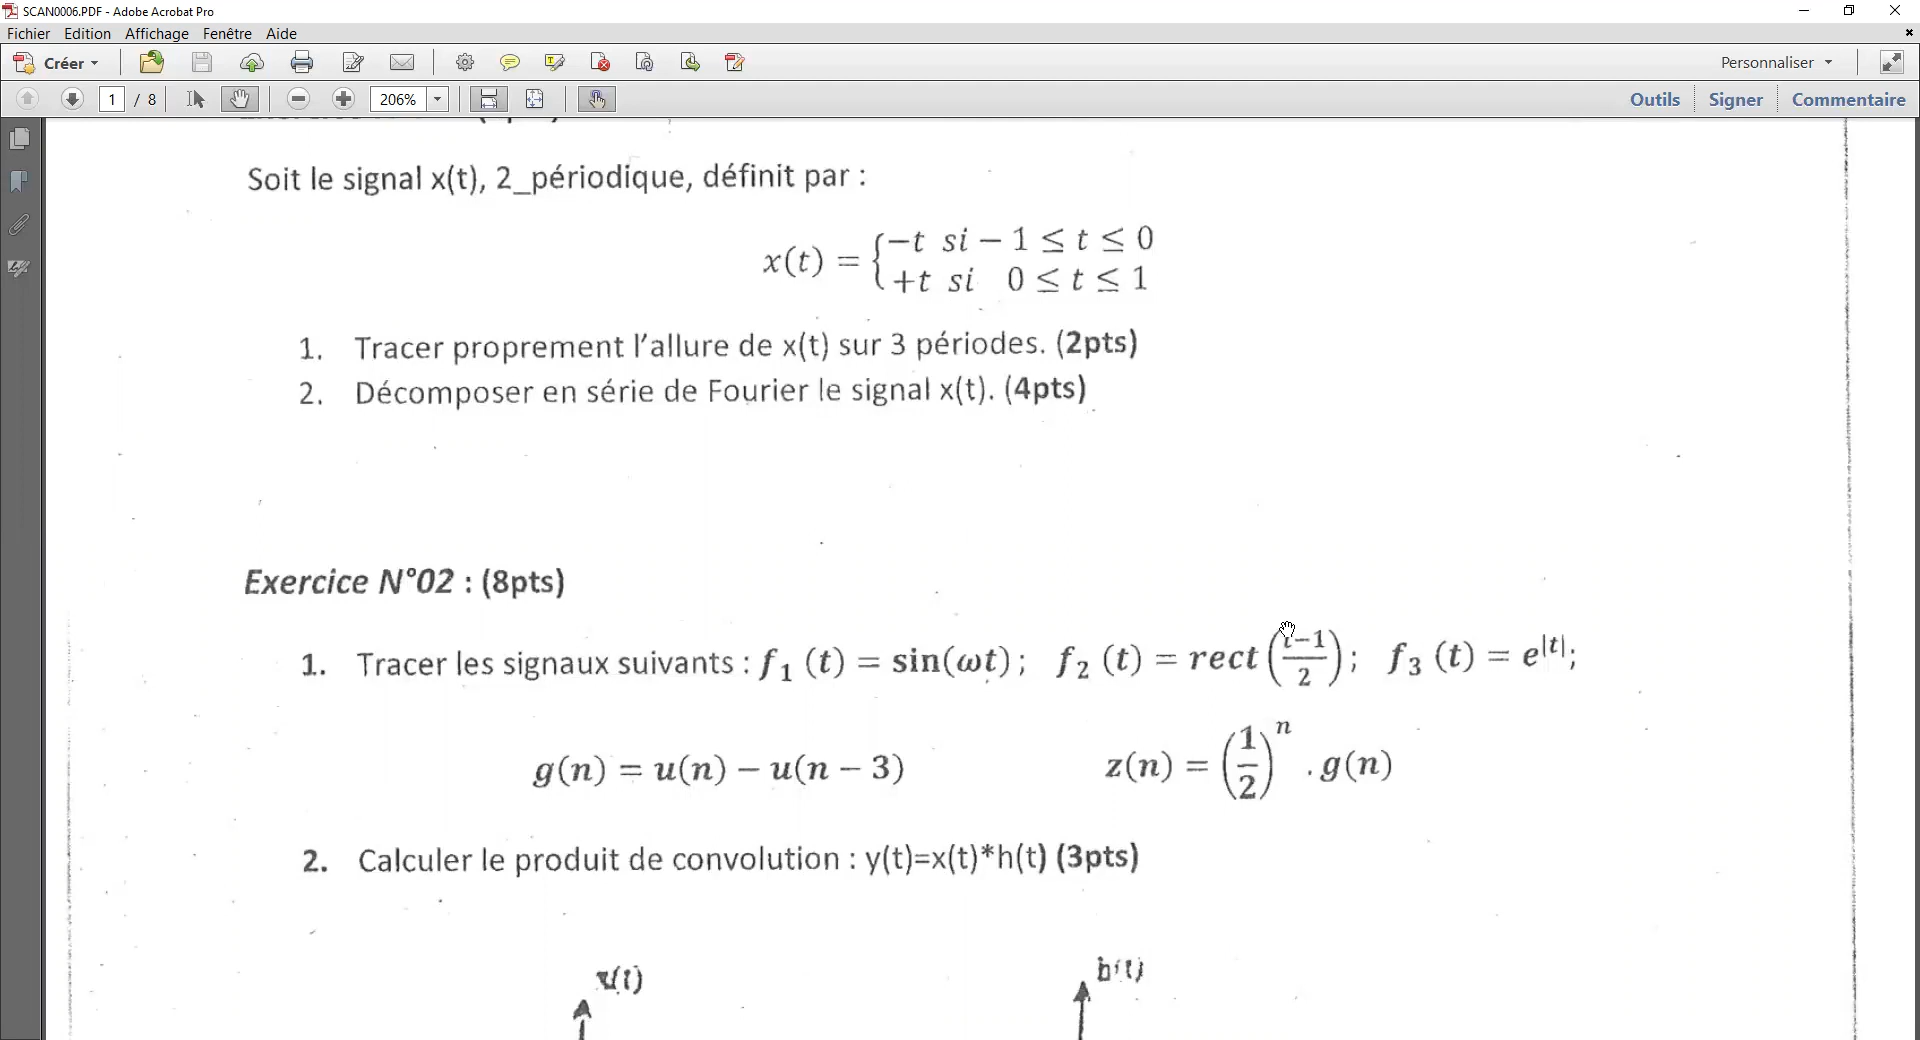 SCAN0006.PDF - Adobe Acrobat Pro
Fichier Edition Affichage Fenêtre Aide
Créer
Personnaliser
1 / 8
206%
Outils Signer Commentaire
Soit le signal x(t), 2_périodique, définit par :
x(t) = { −t si − 1 ≤ t ≤ 0
+t si 0 ≤ t ≤ 1
1. Tracer proprement l’allure de x(t) sur 3 périodes. (2pts)
2. Décomposer en série de Fourier le signal x(t). (4pts)
Exercice N°02 : (8pts)
1. Tracer les signaux suivants : f₁ (t) = sin(ωt) ; f₂ (t) = rect((t−1)/2) ; f₃ (t) = e^|t| ;
g(n) = u(n) − u(n − 3) z(n) = (1/2)^n . g(n)
2. Calculer le produit de convolution : y(t)=x(t)*h(t) (3pts)